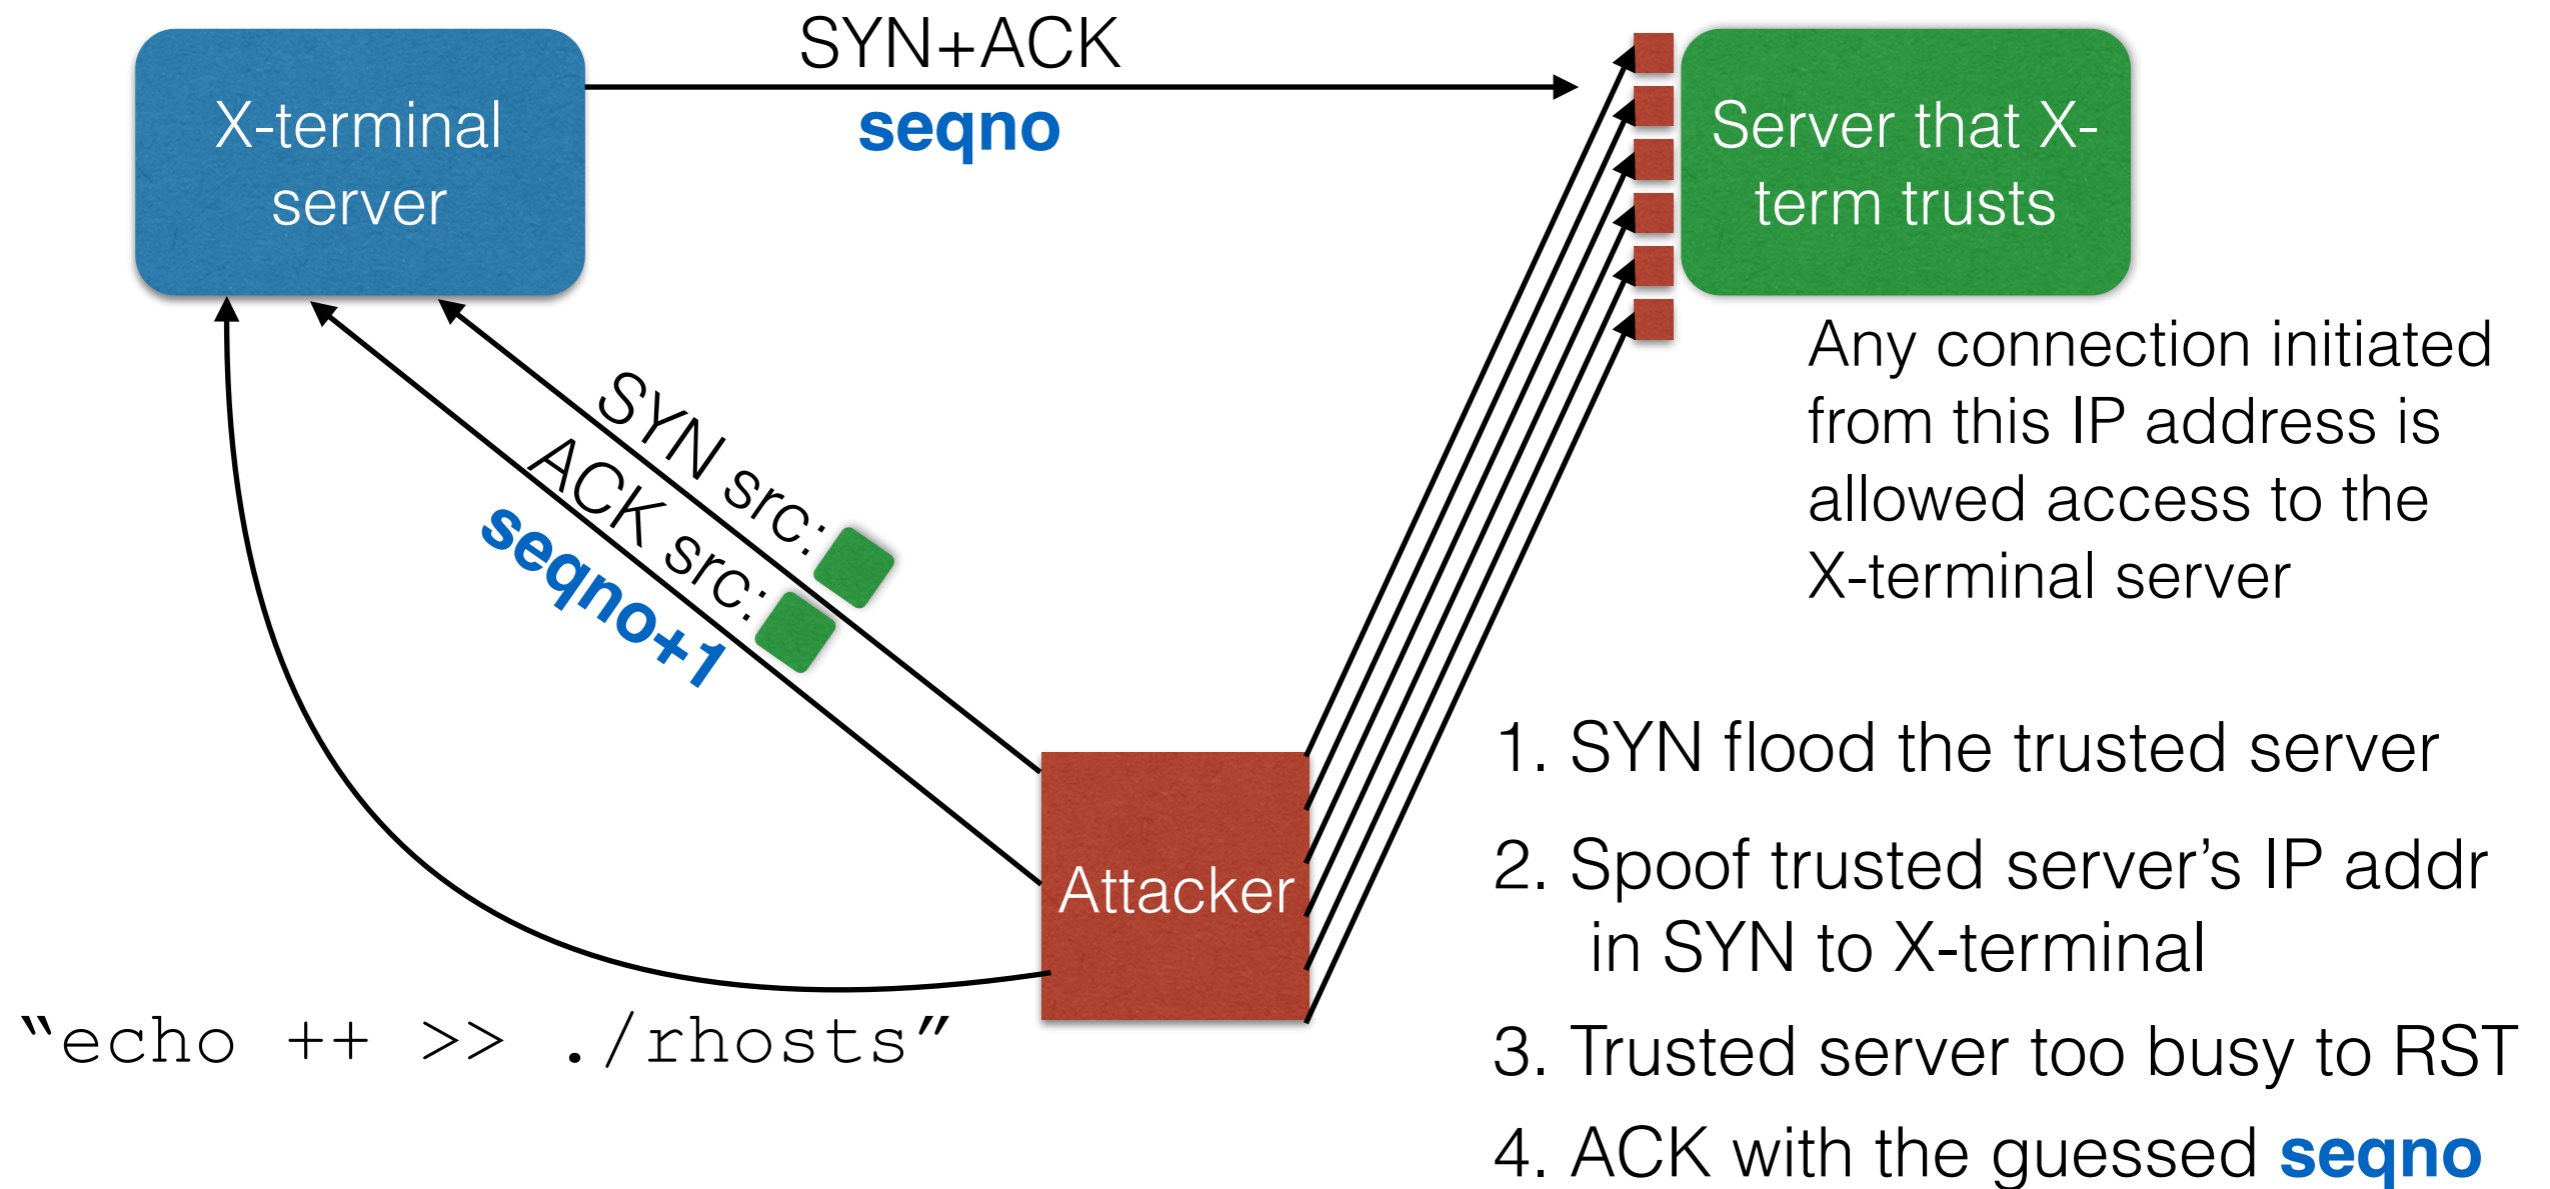 SYN+ACK
seqno
X-terminal
server
Server that X-
term trusts
Any connection initiated
from this IP address is
allowed access to the
X-terminal server
SYN src:
ACK src:
seqno+1
Attacker
“echo ++ >> ./rhosts”
1. SYN flood the trusted server
2. Spoof trusted server’s IP addr
in SYN to X-terminal
3. Trusted server too busy to RST
4. ACK with the guessed seqno